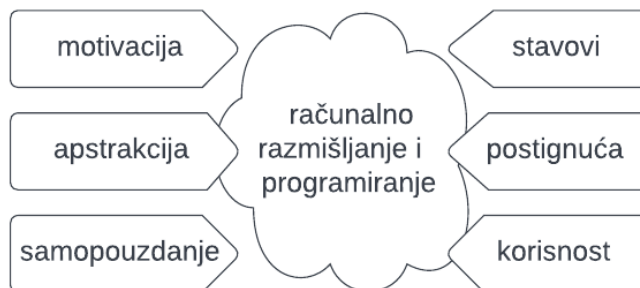 motivacija
stavovi
računalno
razmišljanje i
programiranje
apstrakcija
postignuća
samopouzdanje
korisnost